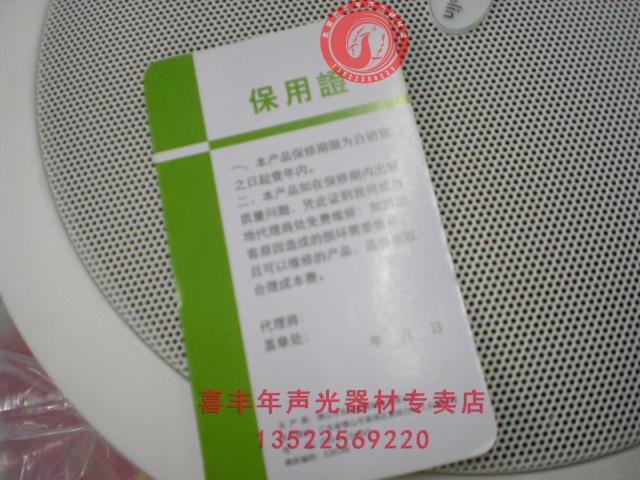 lin
13522569220
保用證
一、本产品保修期限为自销售
之日起壹年内。
二、本产品如在保修期内出现
质量问题,凭此证到我司或当
地代理商处免费维修;如因顾
客原因造成的损坏需要维修,
且可以维修的产品,适当收取
合理成本费。
代理商:
盖章处: 年 月 日
喜丰年声光器材专卖店
13522569220